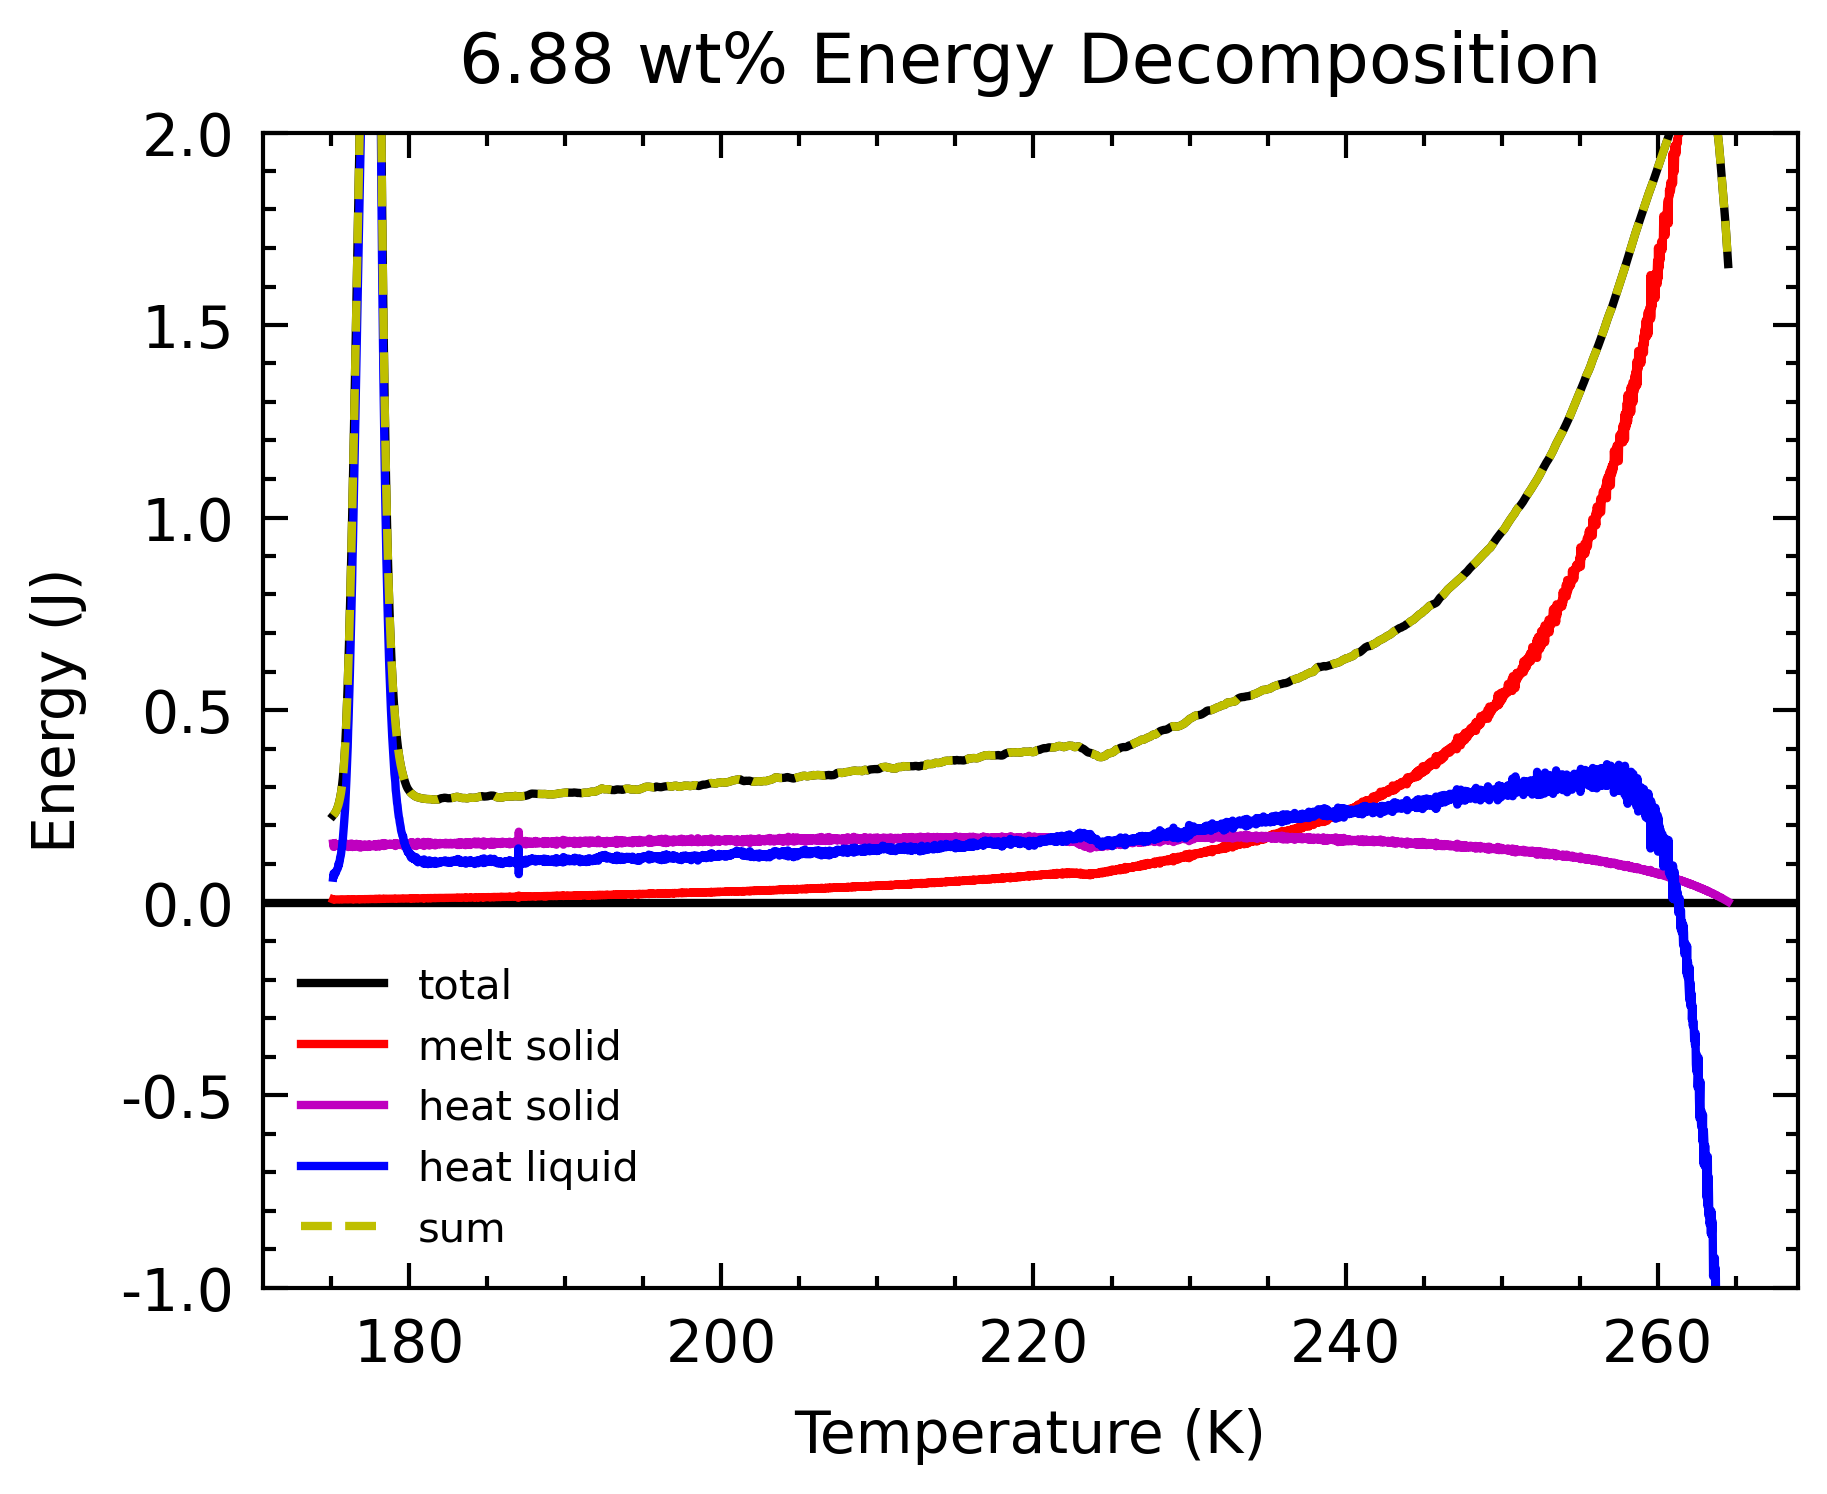 6.88 wt% Energy Decomposition
2.0
1.5
1.0
0.5
0.0
-0.5
-1.0
Energy (J)
total
melt solid
heat solid
heat liquid
sum
180 200 220 240 260
Temperature (K)